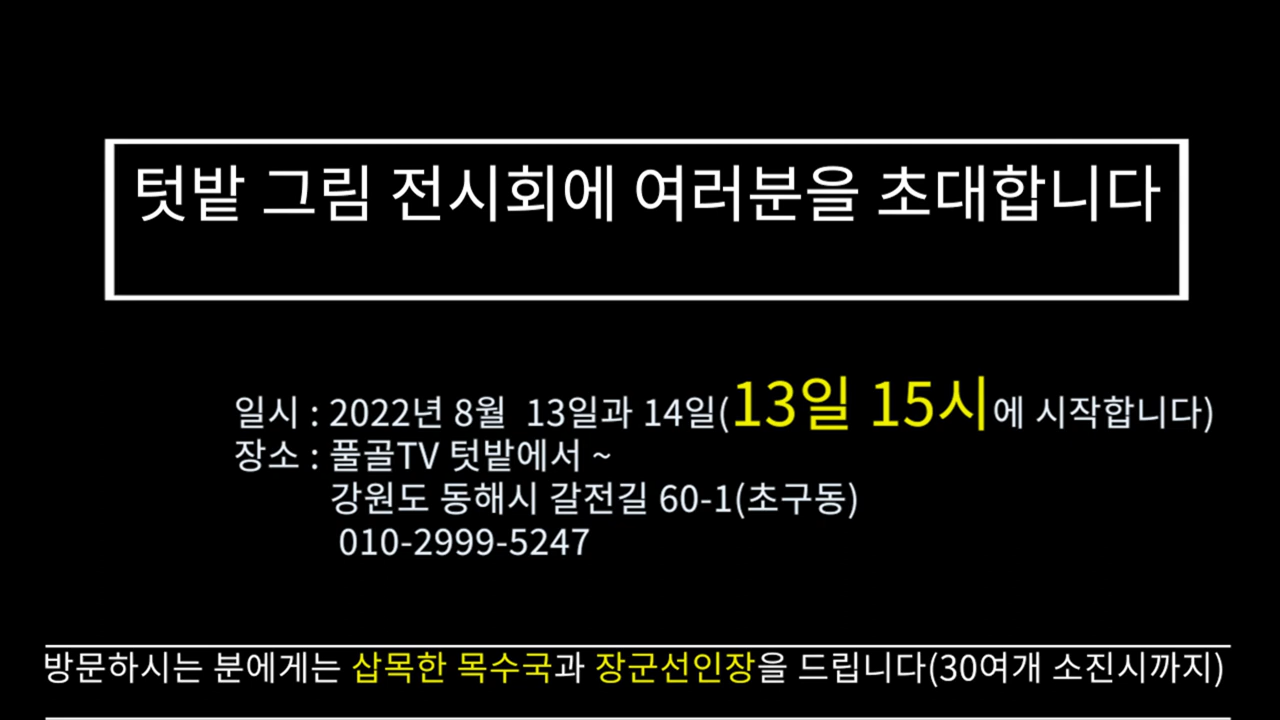 텃밭 그림 전시회에 여러분을 초대합니다
일시 : 2022년 8월 13일과 14일(13일 15시에 시작합니다)
장소 : 풀골TV 텃밭에서 ~
강원도 동해시 갈전길 60-1(초구동)
010-2999-5247
방문하시는 분에게는 삽목한 목수국과 장군선인장을 드립니다(30여개 소진시까지)